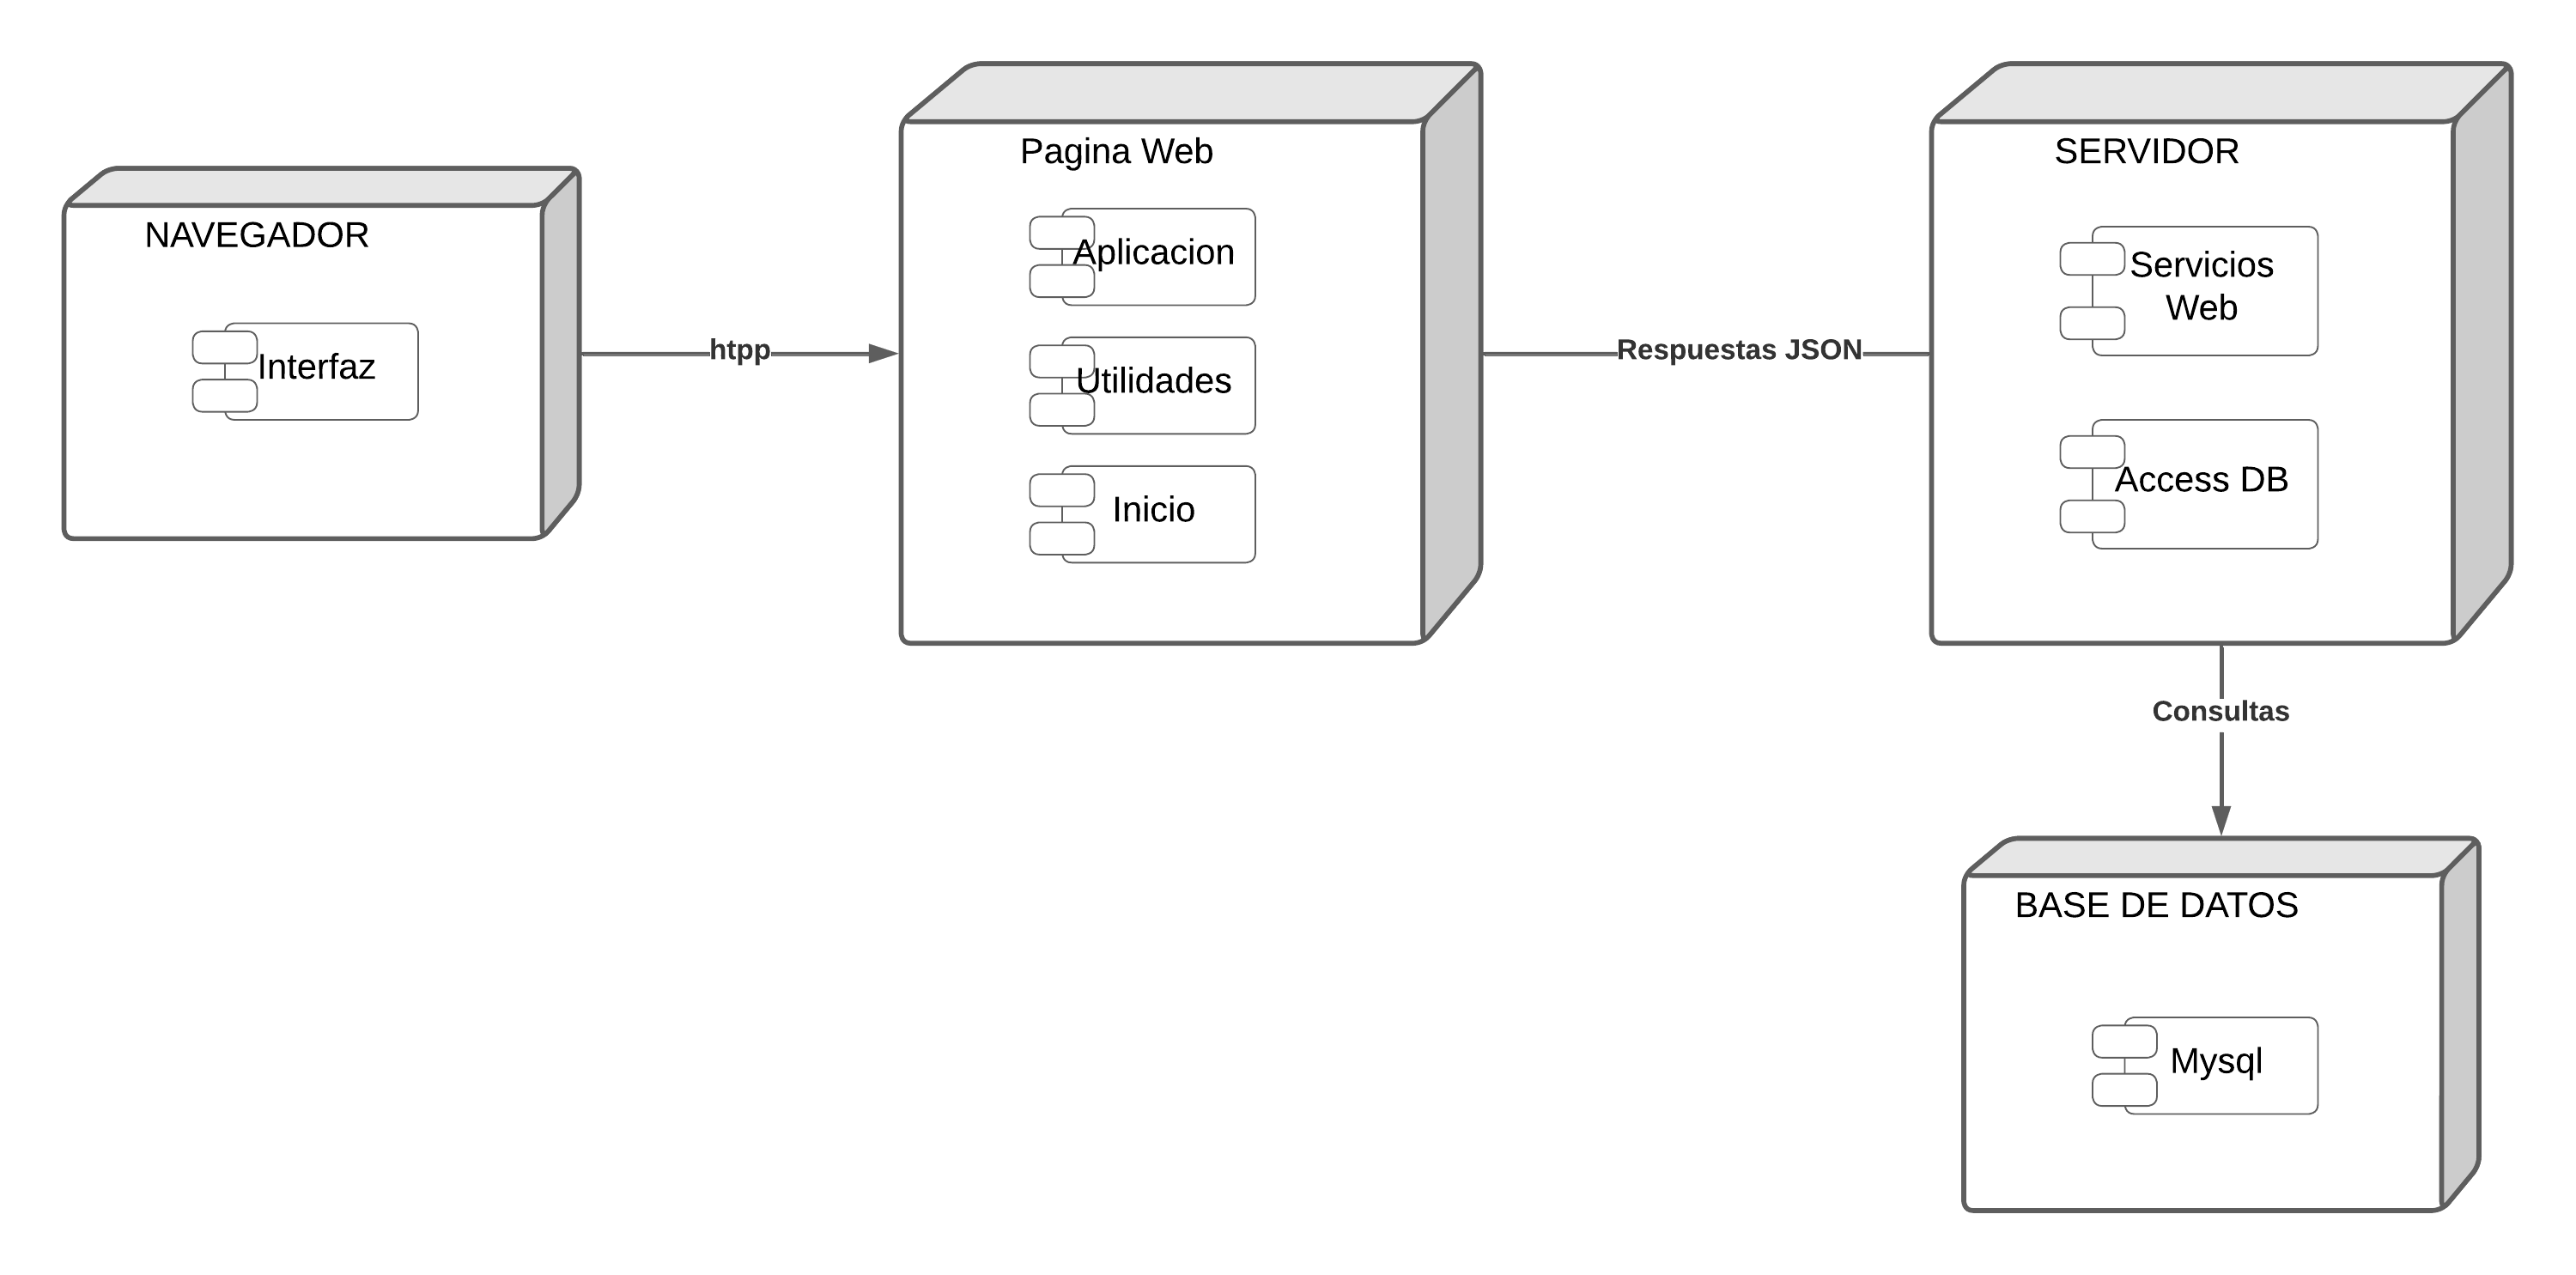 NAVEGADOR
Interfaz
htpp
Pagina Web
Aplicacion
Utilidades
Inicio
Respuestas JSON
SERVIDOR
Servicios
Web
Access DB
Consultas
BASE DE DATOS
Mysql